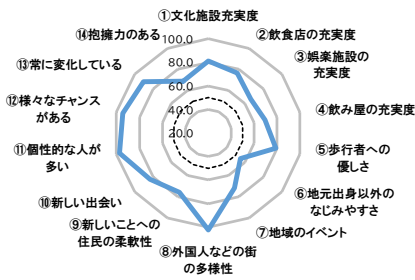 ①文化施設充実度
②飲食店の充実度
③娯楽施設の
充実度
④飲み屋の充実度
⑤歩行者への
優しさ
⑥地元出身以外の
なじみやすさ
⑦地域のイベント
⑧外国人などの街
の多様性
⑨新しいことへの
住民の柔軟性
⑩新しい出会い
⑪個性的な人が
多い
⑫様々なチャンス
がある
⑬常に変化している
⑭抱擁力のある
100.0
80.0
60.0
40.0
20.0